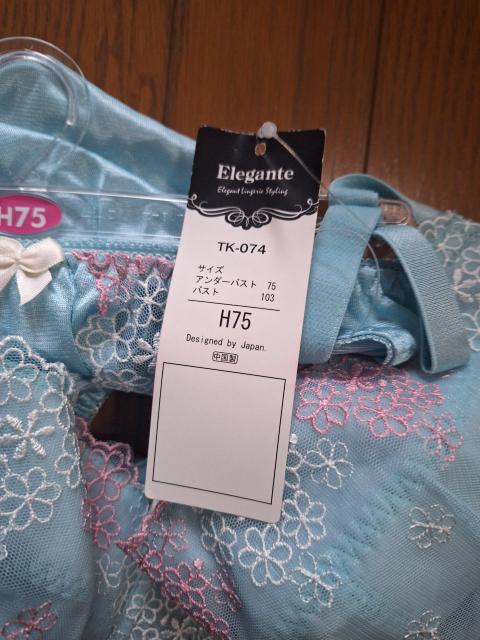 Elegante
Elegant Lingerie Styling
TK-074
サイズ
アンダーバスト 75
バスト 103
H75
Designed by Japan.
中国製
H75